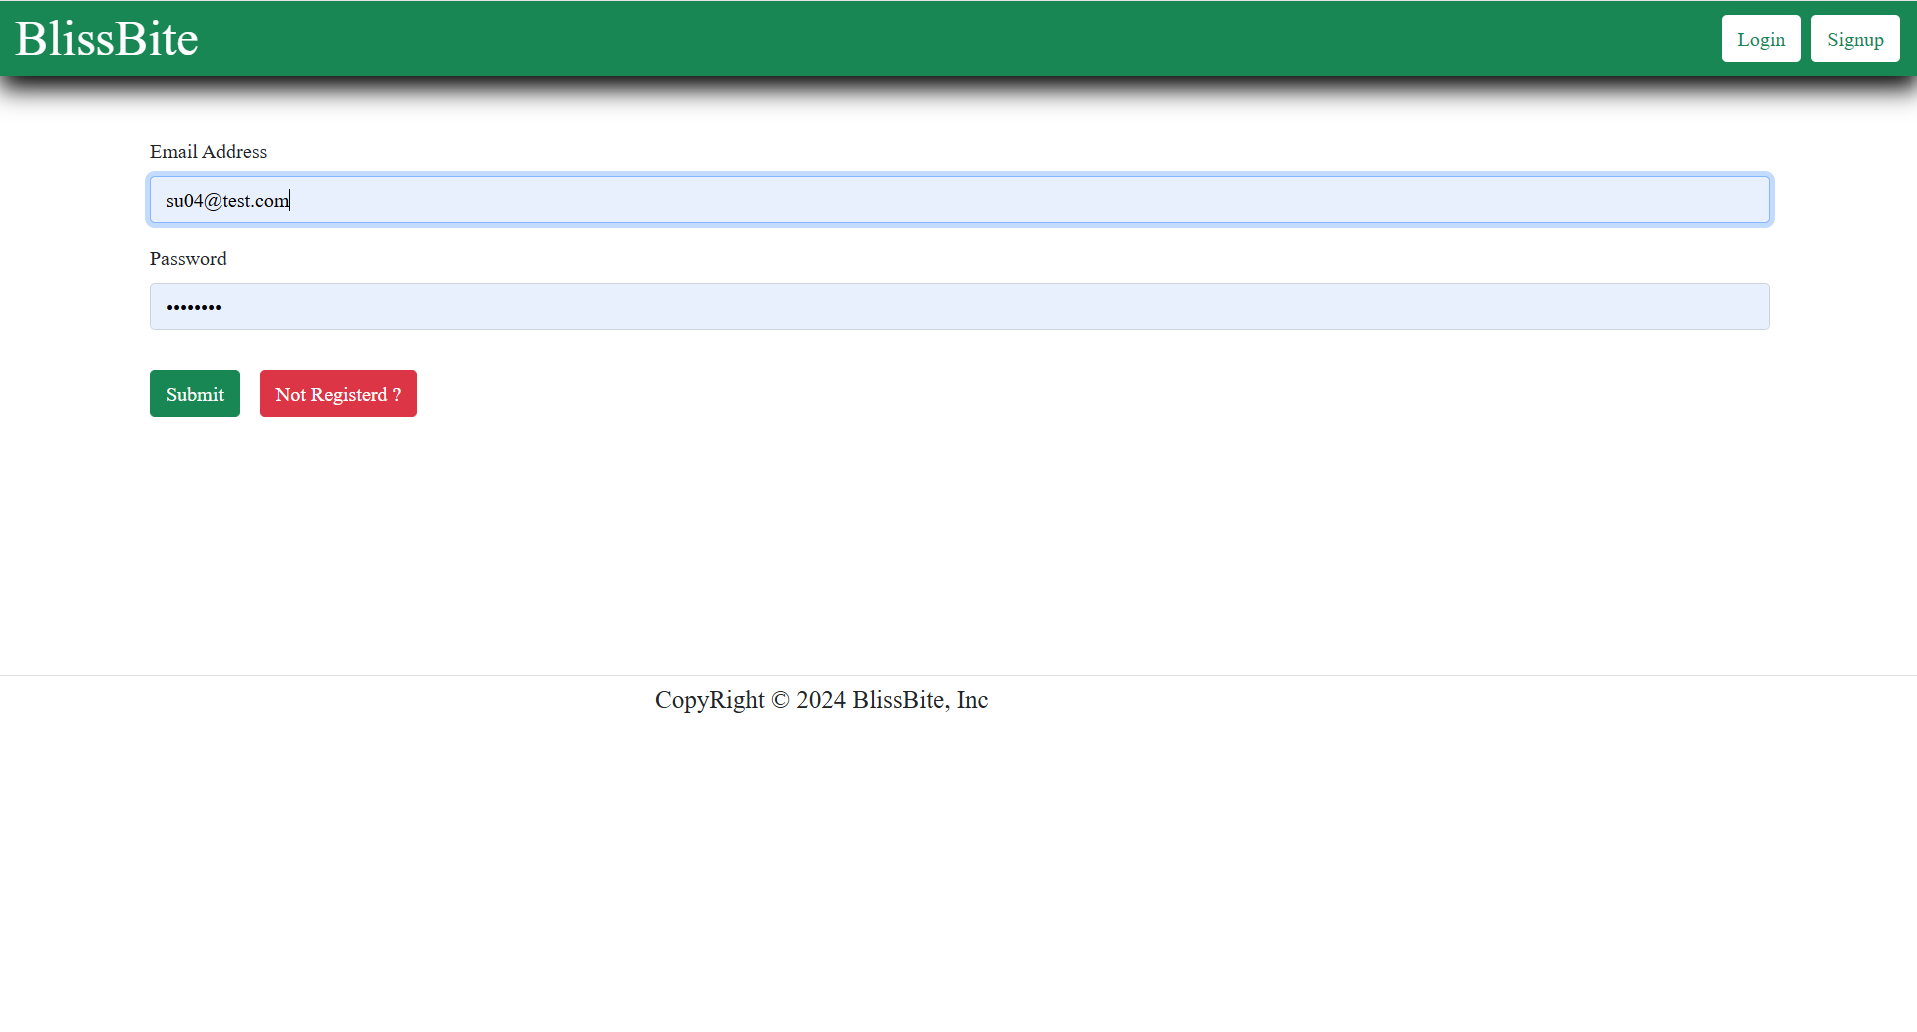 BlissBite
Login
Signup
Email Address
su04@test.com
Password
••••••••
Submit
Not Registerd ?
CopyRight © 2024 BlissBite, Inc